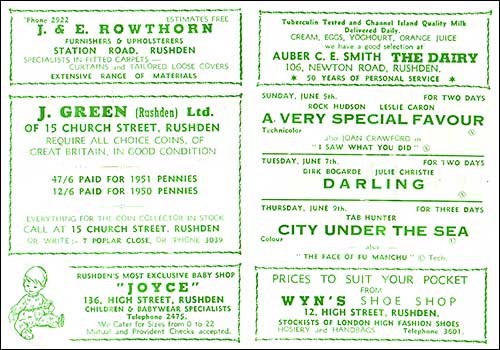 'Phone 2922 ESTIMATES FREE
J. & E. ROWTHORN
FURNISHERS & UPHOLSTERERS
STATION ROAD, RUSHDEN
SPECIALISTS IN FITTED CARPETS —
CURTAINS and TAILORED LOOSE COVERS
EXTENSIVE RANGE OF MATERIALS
J. GREEN (Rushden) Ltd.
OF 15 CHURCH STREET, RUSHDEN
REQUIRE ALL CHOICE COINS, OF
GREAT BRITAIN, IN GOOD CONDITION
47/6 PAID FOR 1951 PENNIES
12/6 PAID FOR 1950 PENNIES
EVERYTHING FOR THE COIN COLLECTOR IN STOCK
CALL AT 15 CHURCH STREET, RUSHDEN
OR WRITE:- 7 POPLAR CLOSE, OR 'PHONE 3039
RUSHDEN'S MOST EXCLUSIVE BABY SHOP
"JOYCE"
136, HIGH STREET, RUSHDEN
CHILDREN & BABYWEAR SPECIALISTS
Telephone 2475.
We Cater for Sizes from 0 to 22
Mutual and Provident Checks accepted.
Tuberculin Tested and Channel Island Quality Milk
Delivered Daily.
CREAM, EGGS, YOGHOURT, ORANGE JUICE
we have a good selection at
AUBER C. E. SMITH THE DAIRY
106, NEWTON ROAD, RUSHDEN.
* 50 YEARS OF PERSONAL SERVICE *
SUNDAY, JUNE 5th. FOR TWO DAYS
ROCK HUDSON LESLIE CARON
A VERY SPECIAL FAVOUR
Technicolor also JOAN CRAWFORD in
"I SAW WHAT YOU DID"
TUESDAY, JUNE 7th. FOR TWO DAYS
DIRK BOGARDE JULIE CHRISTIE
DARLING
THURSDAY, JUNE 9th. FOR THREE DAYS
TAB HUNTER
CITY UNDER THE SEA
Colour — also —
"THE FACE OF FU MANCHU" Tech.
PRICES TO SUIT YOUR POCKET
FROM
WYN'S SHOE SHOP
12, HIGH STREET, RUSHDEN.
STOCKISTS OF LONDON HIGH FASHION SHOES
HOSIERY and HANDBAGS Telephone 3601.